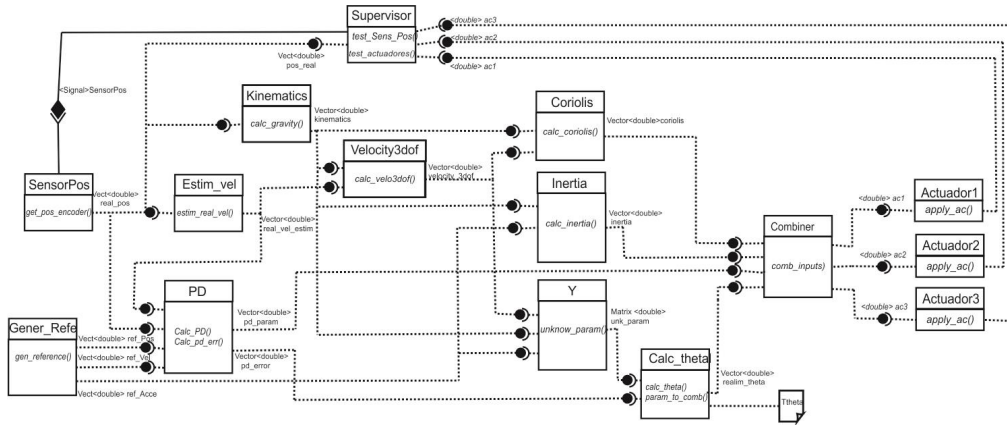 Supervisor
test_Sens_Pos()
test_actuadores()
<double> ac3
<double> ac2
<double> ac1
Vect<double>
pos_real
<Signal>SensorPos
Kinematics
calc_gravity()
Vector<double>
kinematics
Coriolis
calc_coriolis()
Vector<double>coriolis
Velocity3dof
calc_velo3dof()
Vector<double>
velocity_3dof
SensorPos
get_pos_encoder()
Vect<double>
real_pos
Estim_vel
estim_real_vel()
Vector<double>
real_vel_estim
Inertia
calc_inertia()
Vector<double>
inertia
Combiner
comb_inputs)
<double> ac1
Actuador1
apply_ac()
<double> ac2
Actuador2
apply_ac()
<double> ac3
Actuador3
apply_ac()
PD
Calc_PD()
Calc_pd_err()
Vector<double>
pd_param
Vector<double>
pd_error
Gener_Refe
gen_reference()
Vect<double> ref_Pos
Vect<double> ref_Vel
Vect<double> ref_Acce
Y
unknow_param()
Matrix <double>
unk_param
Calc_thetal
calc_theta()
param_to_comb()
Vector<double>
realim_theta
Ttheta